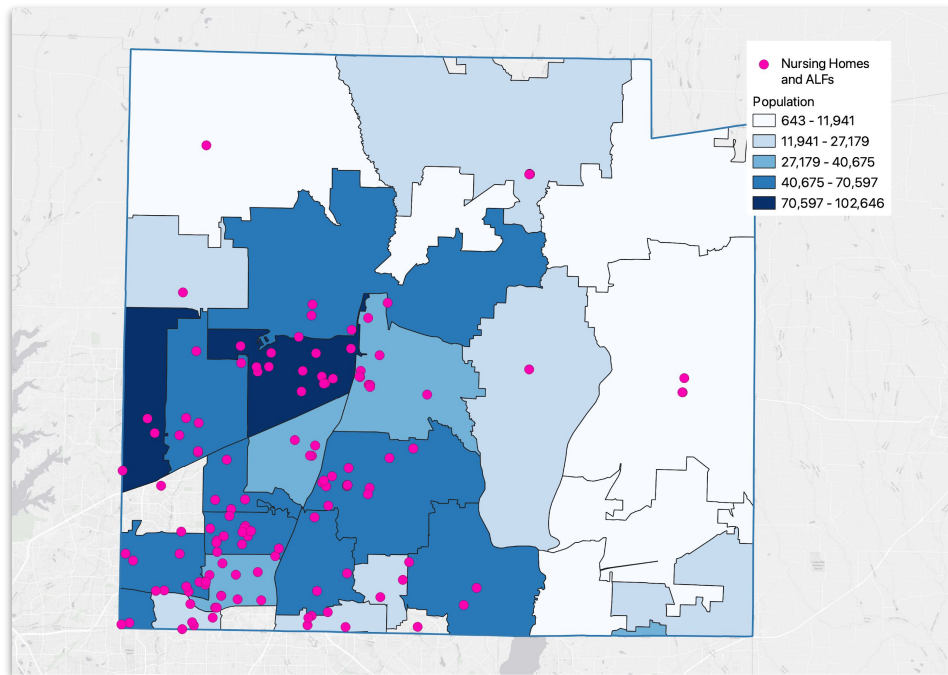 Nursing Homes
and ALFs
Population
643 - 11,941
11,941 - 27,179
27,179 - 40,675
40,675 - 70,597
70,597 - 102,646